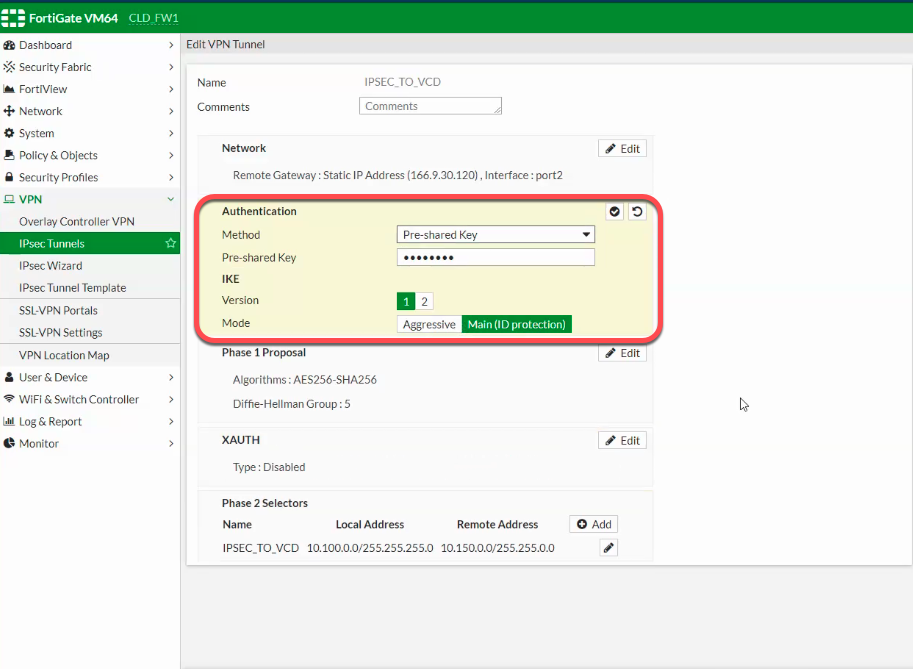 FortiGate VM64 CLD_FW1
Dashboard
Security Fabric
FortiView
Network
System
Policy & Objects
Security Profiles
VPN
Overlay Controller VPN
IPsec Tunnels
IPsec Wizard
IPsec Tunnel Template
SSL-VPN Portals
SSL-VPN Settings
VPN Location Map
User & Device
WiFi & Switch Controller
Log & Report
Monitor
Edit VPN Tunnel
Name IPSEC_TO_VCD
Comments Comments
Network Edit
Remote Gateway : Static IP Address (166.9.30.120) , Interface : port2
Authentication
Method Pre-shared Key
Pre-shared Key ••••••••
IKE
Version 1 2
Mode Aggressive Main (ID protection)
Phase 1 Proposal Edit
Algorithms : AES256-SHA256
Diffie-Hellman Group : 5
XAUTH Edit
Type : Disabled
Phase 2 Selectors
Name Local Address Remote Address Add
IPSEC_TO_VCD 10.100.0.0/255.255.255.0 10.150.0.0/255.255.0.0